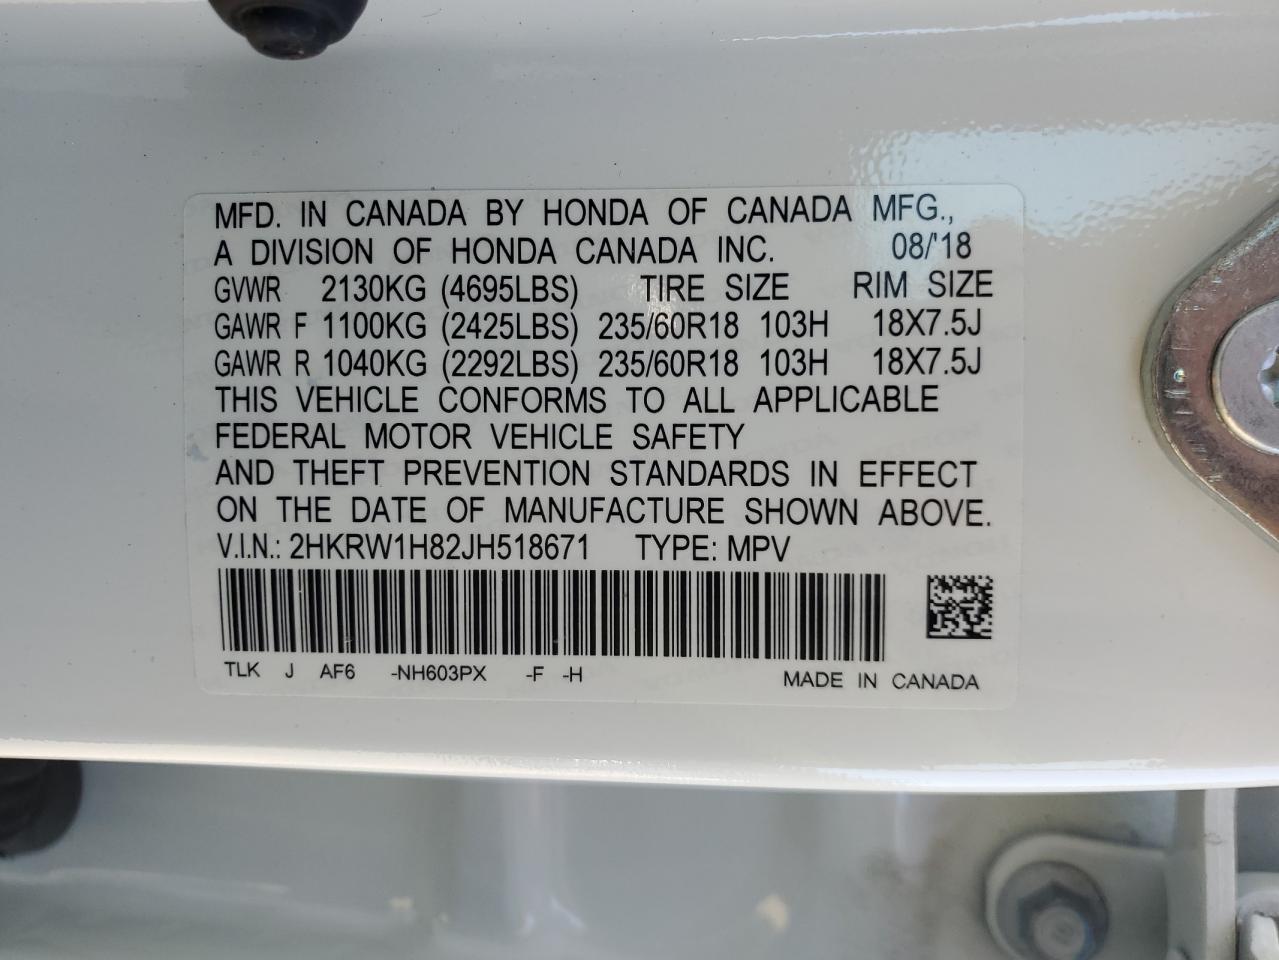 MFD. IN CANADA BY HONDA OF CANADA MFG.,
A DIVISION OF HONDA CANADA INC. 08/'18
GVWR 2130KG (4695LBS) TIRE SIZE RIM SIZE
GAWR F 1100KG (2425LBS) 235/60R18 103H 18X7.5J
GAWR R 1040KG (2292LBS) 235/60R18 103H 18X7.5J
THIS VEHICLE CONFORMS TO ALL APPLICABLE
FEDERAL MOTOR VEHICLE SAFETY
AND THEFT PREVENTION STANDARDS IN EFFECT
ON THE DATE OF MANUFACTURE SHOWN ABOVE.
V.I.N.: 2HKRW1H82JH518671 TYPE: MPV
TLK J AF6 -NH603PX -F -H MADE IN CANADA